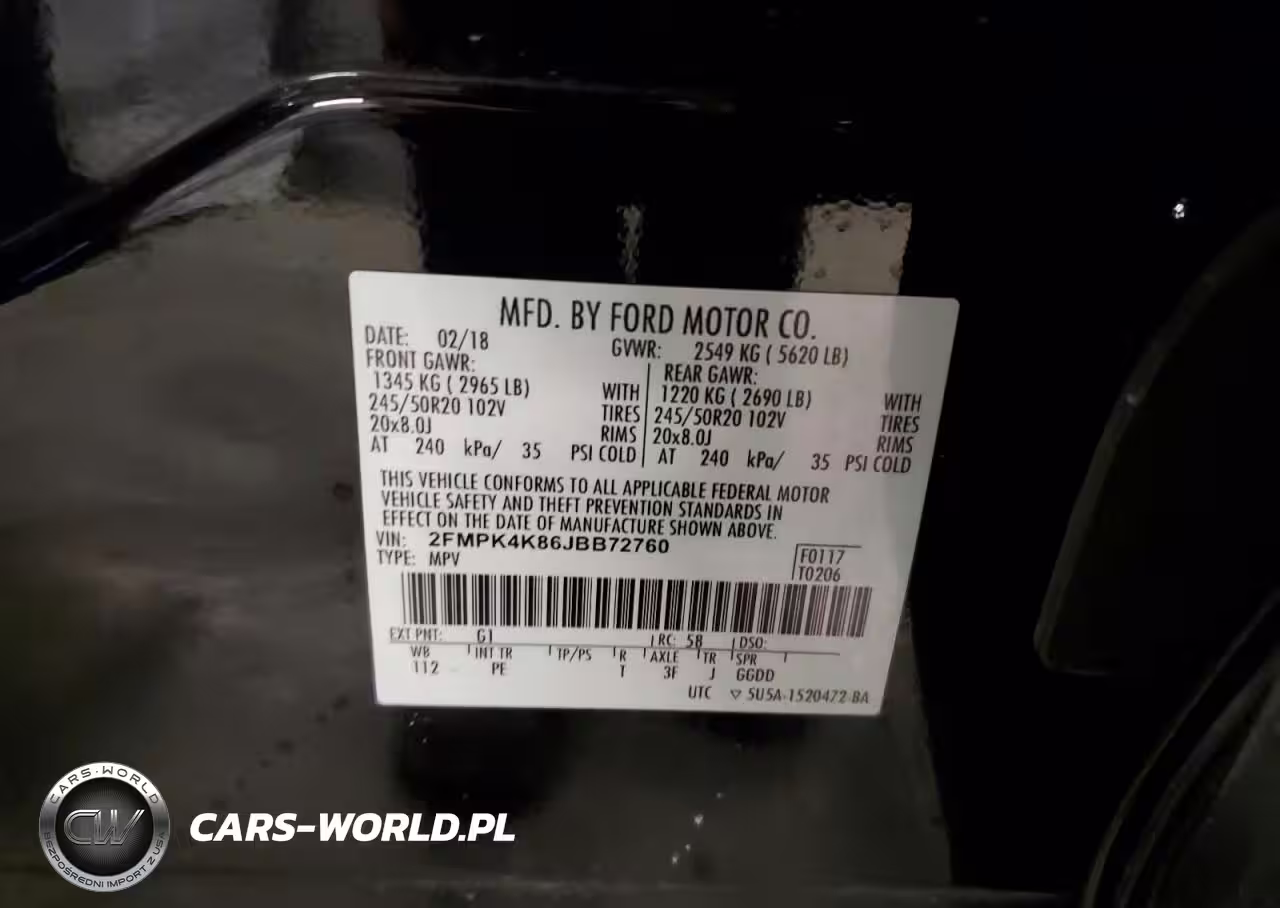 MFD. BY FORD MOTOR CO.
DATE: 02/18 GVWR: 2549 KG ( 5620 LB)
FRONT GAWR: REAR GAWR:
1345 KG ( 2965 LB) WITH 1220 KG ( 2690 LB) WITH
245/50R20 102V TIRES 245/50R20 102V TIRES
20x8.0J RIMS 20x8.0J RIMS
AT 240 kPa/ 35 PSI COLD AT 240 kPa/ 35 PSI COLD
THIS VEHICLE CONFORMS TO ALL APPLICABLE FEDERAL MOTOR
VEHICLE SAFETY AND THEFT PREVENTION STANDARDS IN
EFFECT ON THE DATE OF MANUFACTURE SHOWN ABOVE.
VIN: 2FMPK4K86JBB72760
TYPE: MPV
F0117
T0206
EXT PNT: G1 RC: 58 DSO:
WB INT TR TP/PS R AXLE TR SPR
112 PE T 3F J GGDD
UTC ▽ 5U5A-1520472-BA
CARS-WORLD
CW
BEZPOŚREDNI IMPORT Z USA
CARS-WORLD.PL